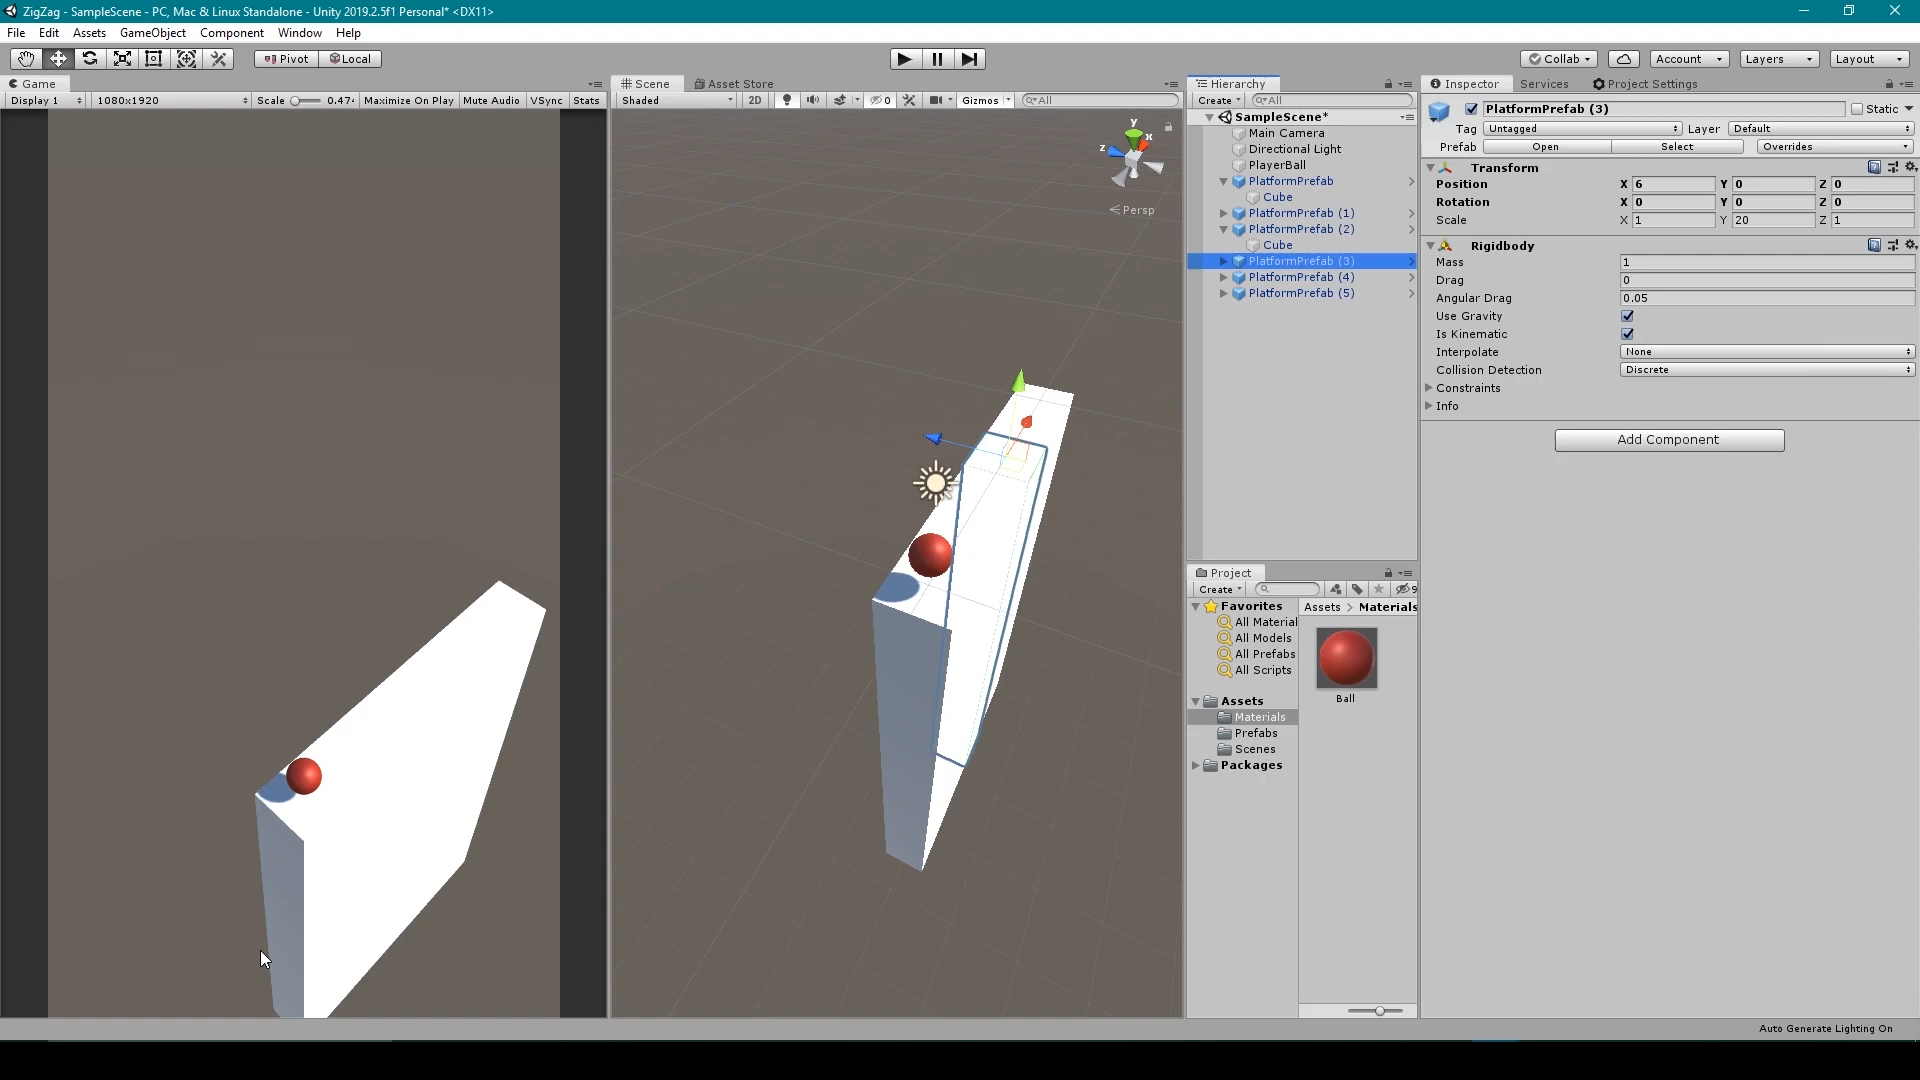 ZigZag - SampleScene - PC, Mac & Linux Standalone - Unity 2019.2.5f1 Personal* <DX11>
File Edit Assets GameObject Component Window Help
Pivot Local Collab Account Layers Layout
Game Scene Asset Store Hierarchy Inspector Services Project Settings
Display 1 1080x1920 Scale 0.47 Maximize On Play Mute Audio VSync Stats Shaded 2D 0 Gizmos All Create All
PlatformPrefab (3) Static
Tag Untagged Layer Default
Prefab Open Select Overrides
Transform
Position X 6 Y 0 Z 0
Rotation X 0 Y 0 Z 0
Scale X 1 Y 20 Z 1
Rigidbody
Mass 1
Drag 0
Angular Drag 0.05
Use Gravity
Is Kinematic
Interpolate None
Collision Detection Discrete
Constraints
Info
Add Component
SampleScene*
Main Camera
Directional Light
PlayerBall
PlatformPrefab
Cube
PlatformPrefab (1)
PlatformPrefab (2)
Cube
PlatformPrefab (3)
PlatformPrefab (4)
PlatformPrefab (5)
y
x
z
Persp
Project
Create 9
Favorites
All Material
All Models
All Prefabs
All Scripts
Assets
Materials
Prefabs
Scenes
Packages
Assets > Materials
Ball
Auto Generate Lighting On